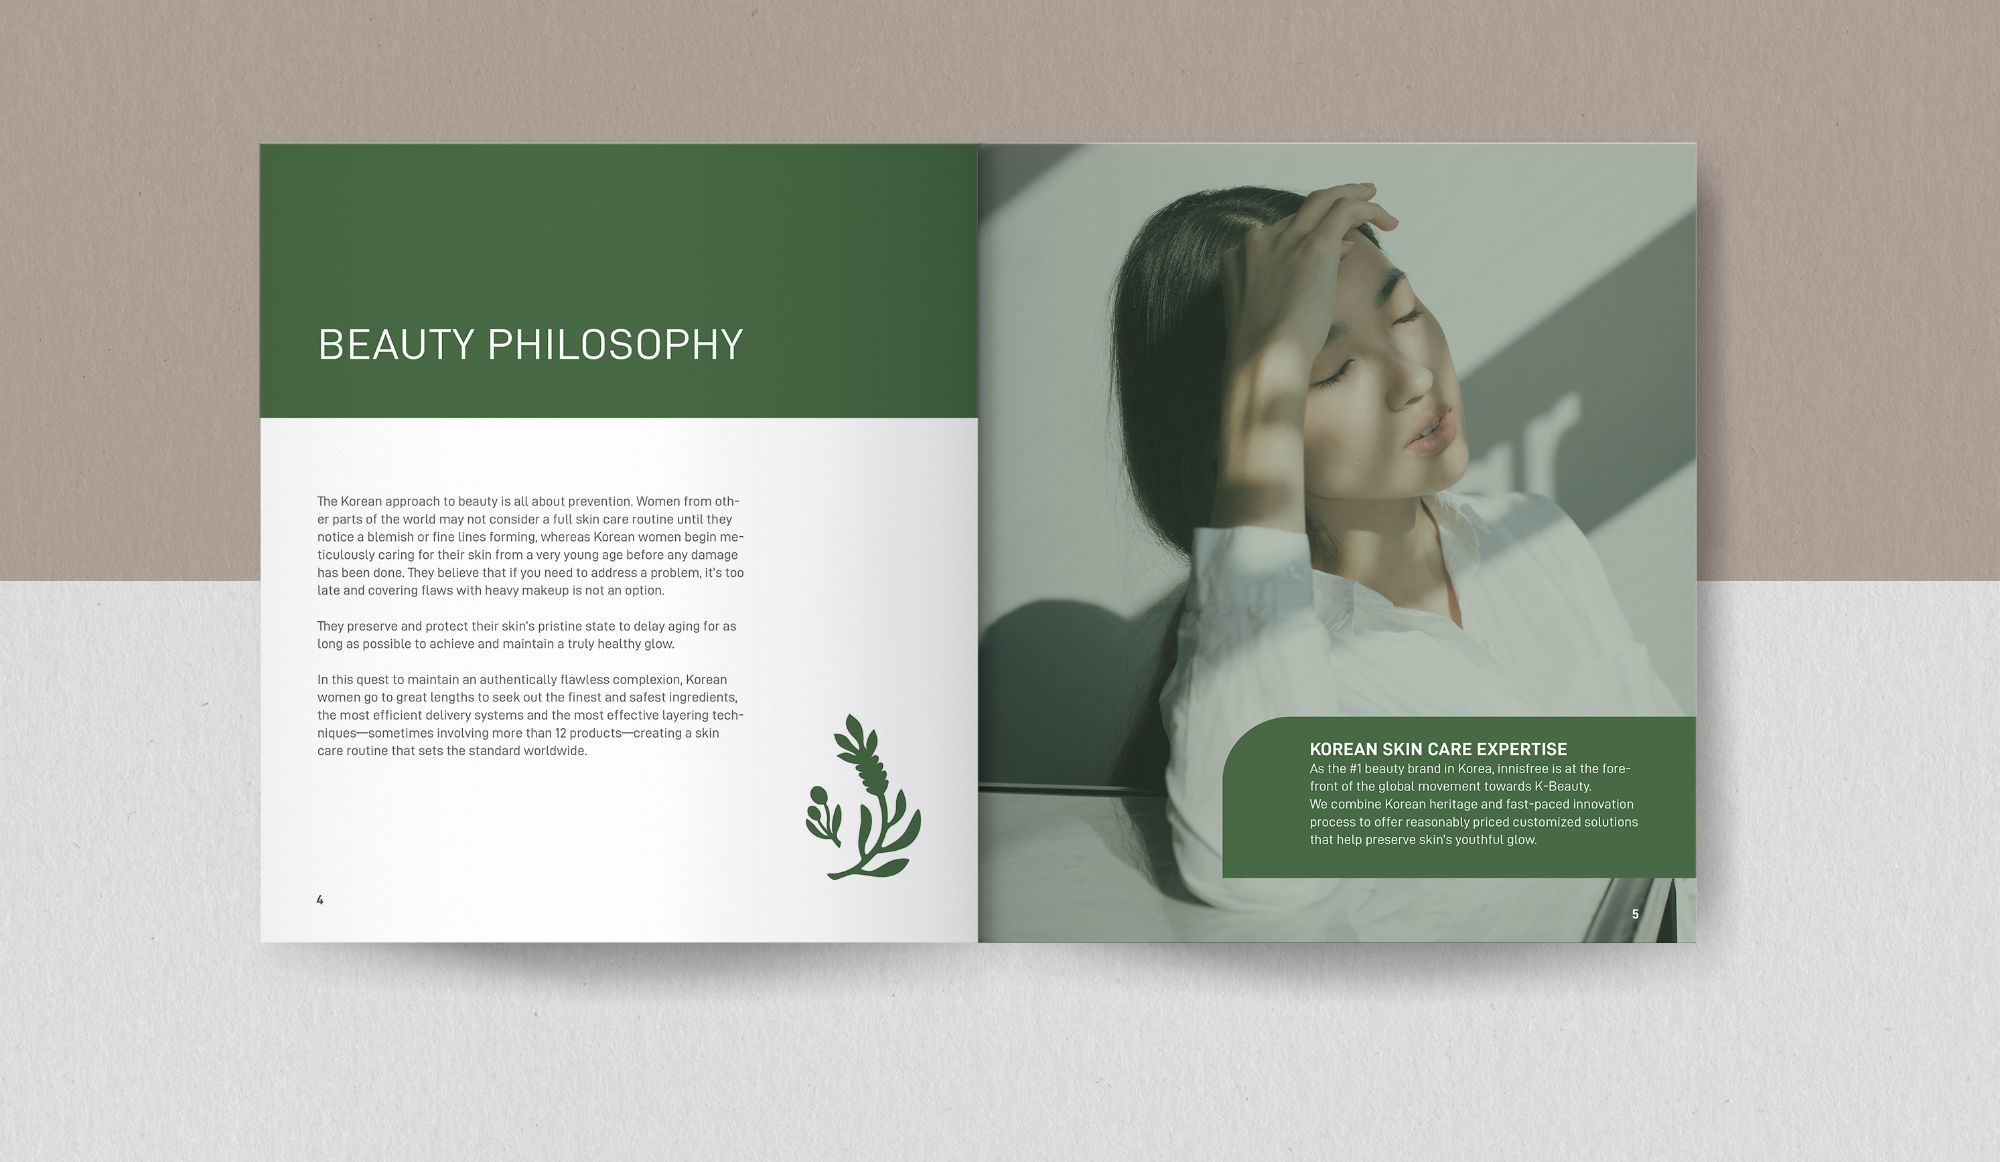 BEAUTY PHILOSOPHY
The Korean approach to beauty is all about prevention. Women from oth-
er parts of the world may not consider a full skin care routine until they
notice a blemish or fine lines forming, whereas Korean women begin me-
ticulously caring for their skin from a very young age before any damage
has been done. They believe that if you need to address a problem, it's too
late and covering flaws with heavy makeup is not an option.
They preserve and protect their skin's pristine state to delay aging for as
long as possible to achieve and maintain a truly healthy glow.
In this quest to maintain an authentically flawless complexion, Korean
women go to great lengths to seek out the finest and safest ingredients,
the most efficient delivery systems and the most effective layering tech-
niques—sometimes involving more than 12 products—creating a skin
care routine that sets the standard worldwide.
4
KOREAN SKIN CARE EXPERTISE
As the #1 beauty brand in Korea, innisfree is at the fore-
front of the global movement towards K-Beauty.
We combine Korean heritage and fast-paced innovation
process to offer reasonably priced customized solutions
that help preserve skin's youthful glow.
5